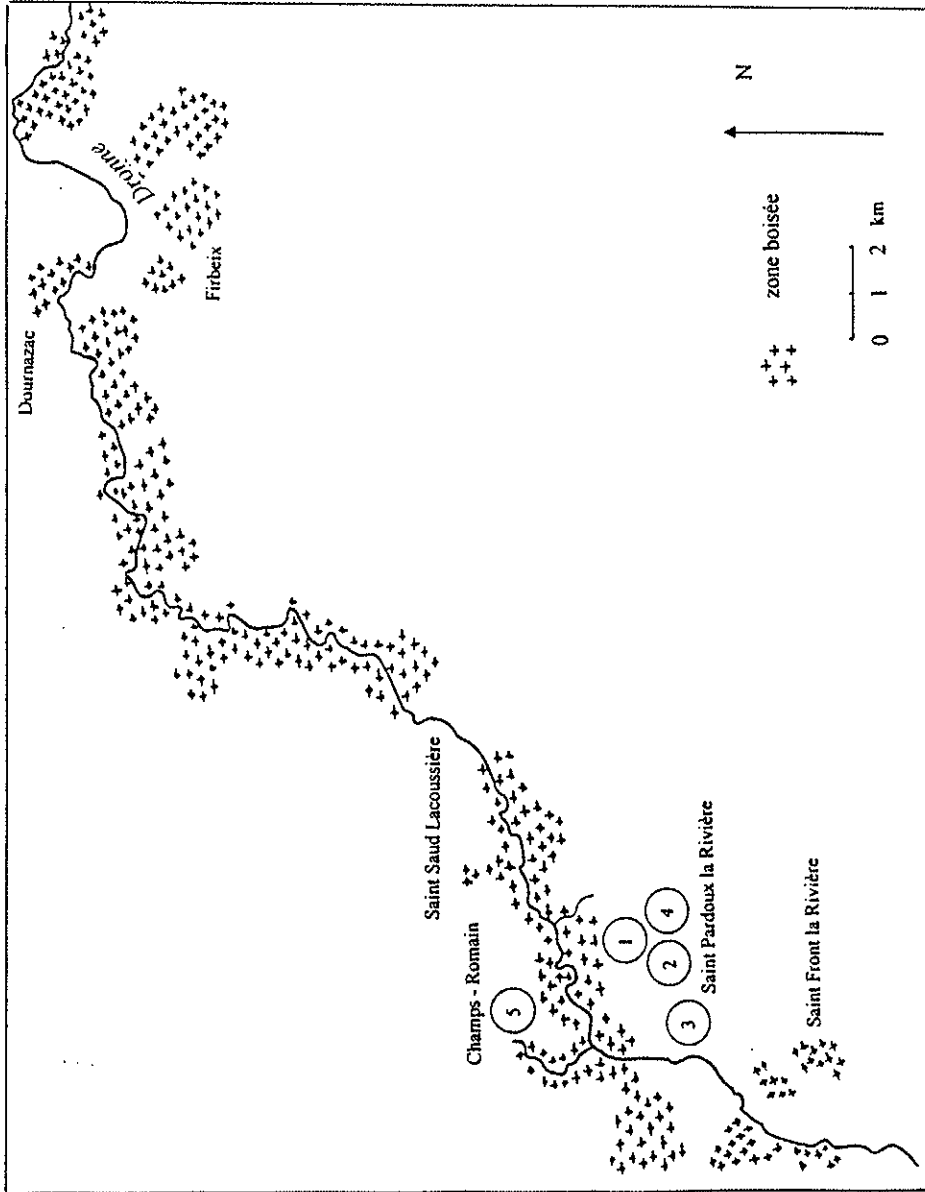 Dournazac
Dronne
Firbeix
Saint Saud Lacoussière
Champs - Romain
5
1
2
4
3
Saint Pardoux la Rivière
Saint Front la Rivière
N
zone boisée
0 1 2 km